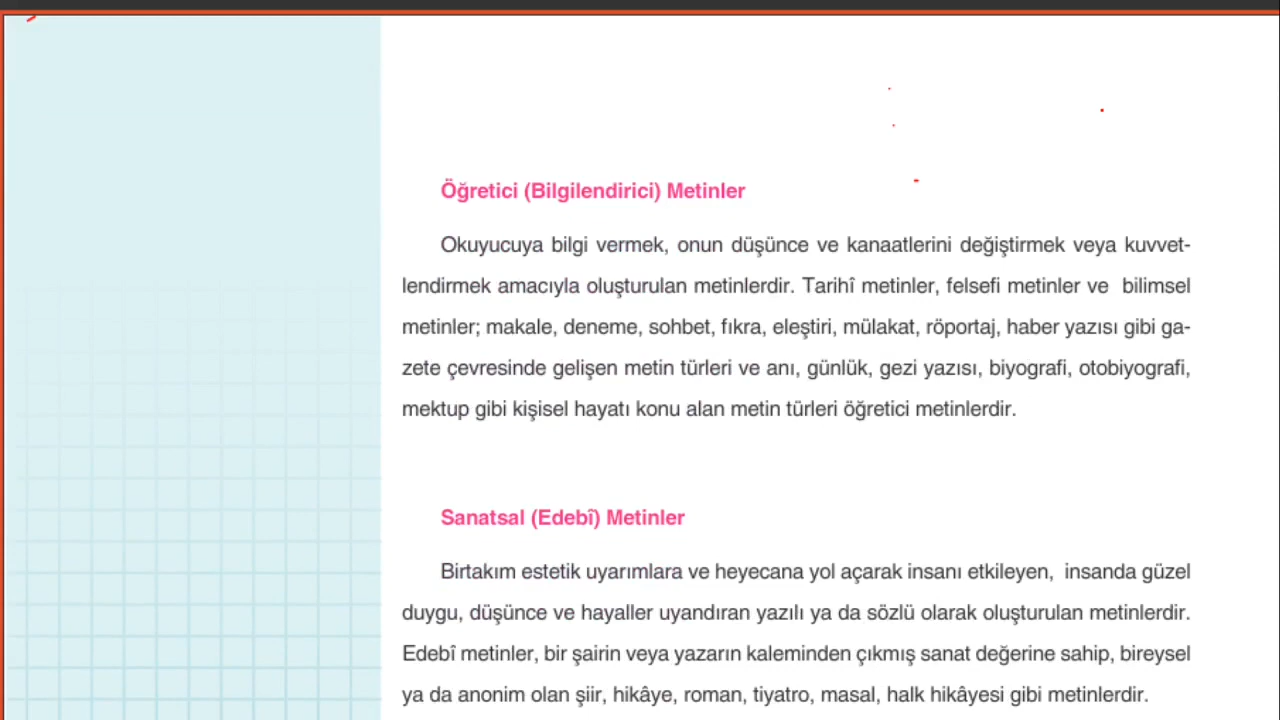 Öğretici (Bilgilendirici) Metinler
Okuyucuya bilgi vermek, onun düşünce ve kanaatlerini değiştirmek veya kuvvet-
lendirmek amacıyla oluşturulan metinlerdir. Tarihî metinler, felsefi metinler ve bilimsel
metinler; makale, deneme, sohbet, fıkra, eleştiri, mülakat, röportaj, haber yazısı gibi ga-
zete çevresinde gelişen metin türleri ve anı, günlük, gezi yazısı, biyografi, otobiyografi,
mektup gibi kişisel hayatı konu alan metin türleri öğretici metinlerdir.
Sanatsal (Edebî) Metinler
Birtakım estetik uyarımlara ve heyecana yol açarak insanı etkileyen, insanda güzel
duygu, düşünce ve hayaller uyandıran yazılı ya da sözlü olarak oluşturulan metinlerdir.
Edebî metinler, bir şairin veya yazarın kaleminden çıkmış sanat değerine sahip, bireysel
ya da anonim olan şiir, hikâye, roman, tiyatro, masal, halk hikâyesi gibi metinlerdir.